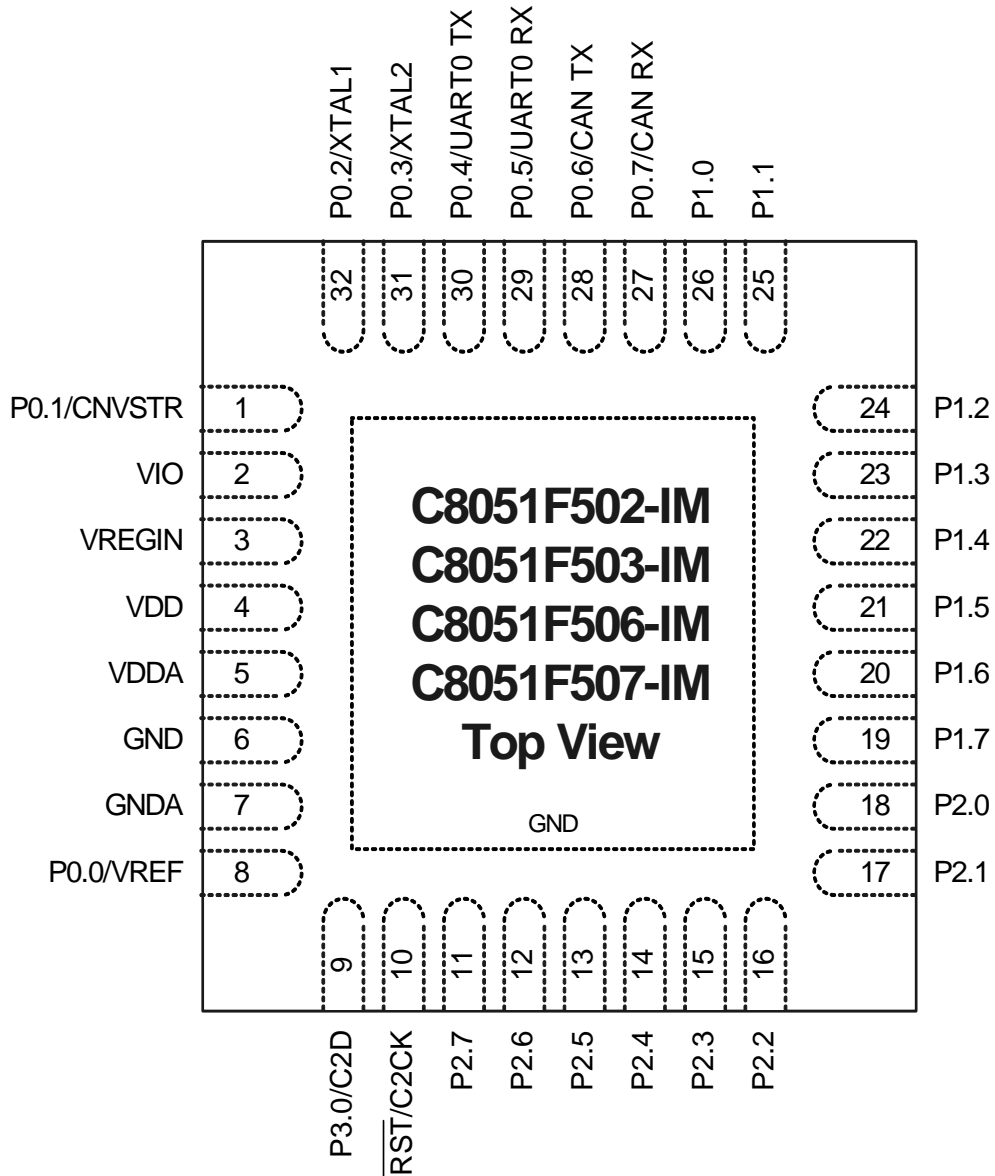 P0.2/XTAL1
P0.3/XTAL2
P0.4/UART0 TX
P0.5/UART0 RX
P0.6/CAN TX
P0.7/CAN RX
P1.0
P1.1
32
31
30
29
28
27
26
25
P0.1/CNVSTR
1
VIO
2
VREGIN
3
VDD
4
VDDA
5
GND
6
GNDA
7
P0.0/VREF
8
C8051F502-IM
C8051F503-IM
C8051F506-IM
C8051F507-IM
Top View
GND
24
P1.2
23
P1.3
22
P1.4
21
P1.5
20
P1.6
19
P1.7
18
P2.0
17
P2.1
9
10
11
12
13
14
15
16
P3.0/C2D
RST/C2CK
P2.7
P2.6
P2.5
P2.4
P2.3
P2.2